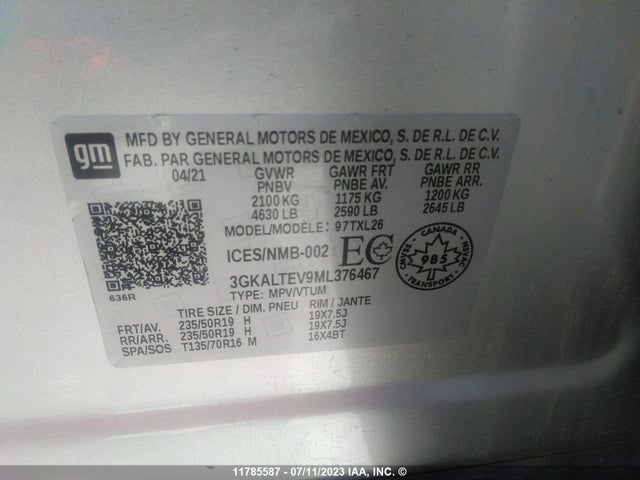 gm
MFD BY GENERAL MOTORS DE MEXICO, S. DE R.L. DE C.V.
FAB. PAR GENERAL MOTORS DE MEXICO, S. DE R.L. DE C.V.
04/21 GVWR GAWR FRT GAWR RR
PNBV PNBE AV. PNBE ARR.
2100 KG 1175 KG 1200 KG
4630 LB 2590 LB 2645 LB
MODEL/MODÈLE: 97TXL26
ICES/NMB-002 EC
CANADA
NSVAC
985
TRANSPORT
3GKALTEV9ML376467
636R
TYPE: MPV/VTUM
TIRE SIZE / DIM. PNEU RIM / JANTE
FRT/AV. 235/50R19 H 19X7.5J
RR/ARR. 235/50R19 H 19X7.5J
SPA/SOS T135/70R16 M 16X4BT
11785587 - 07/11/2023 IAA, INC. ©